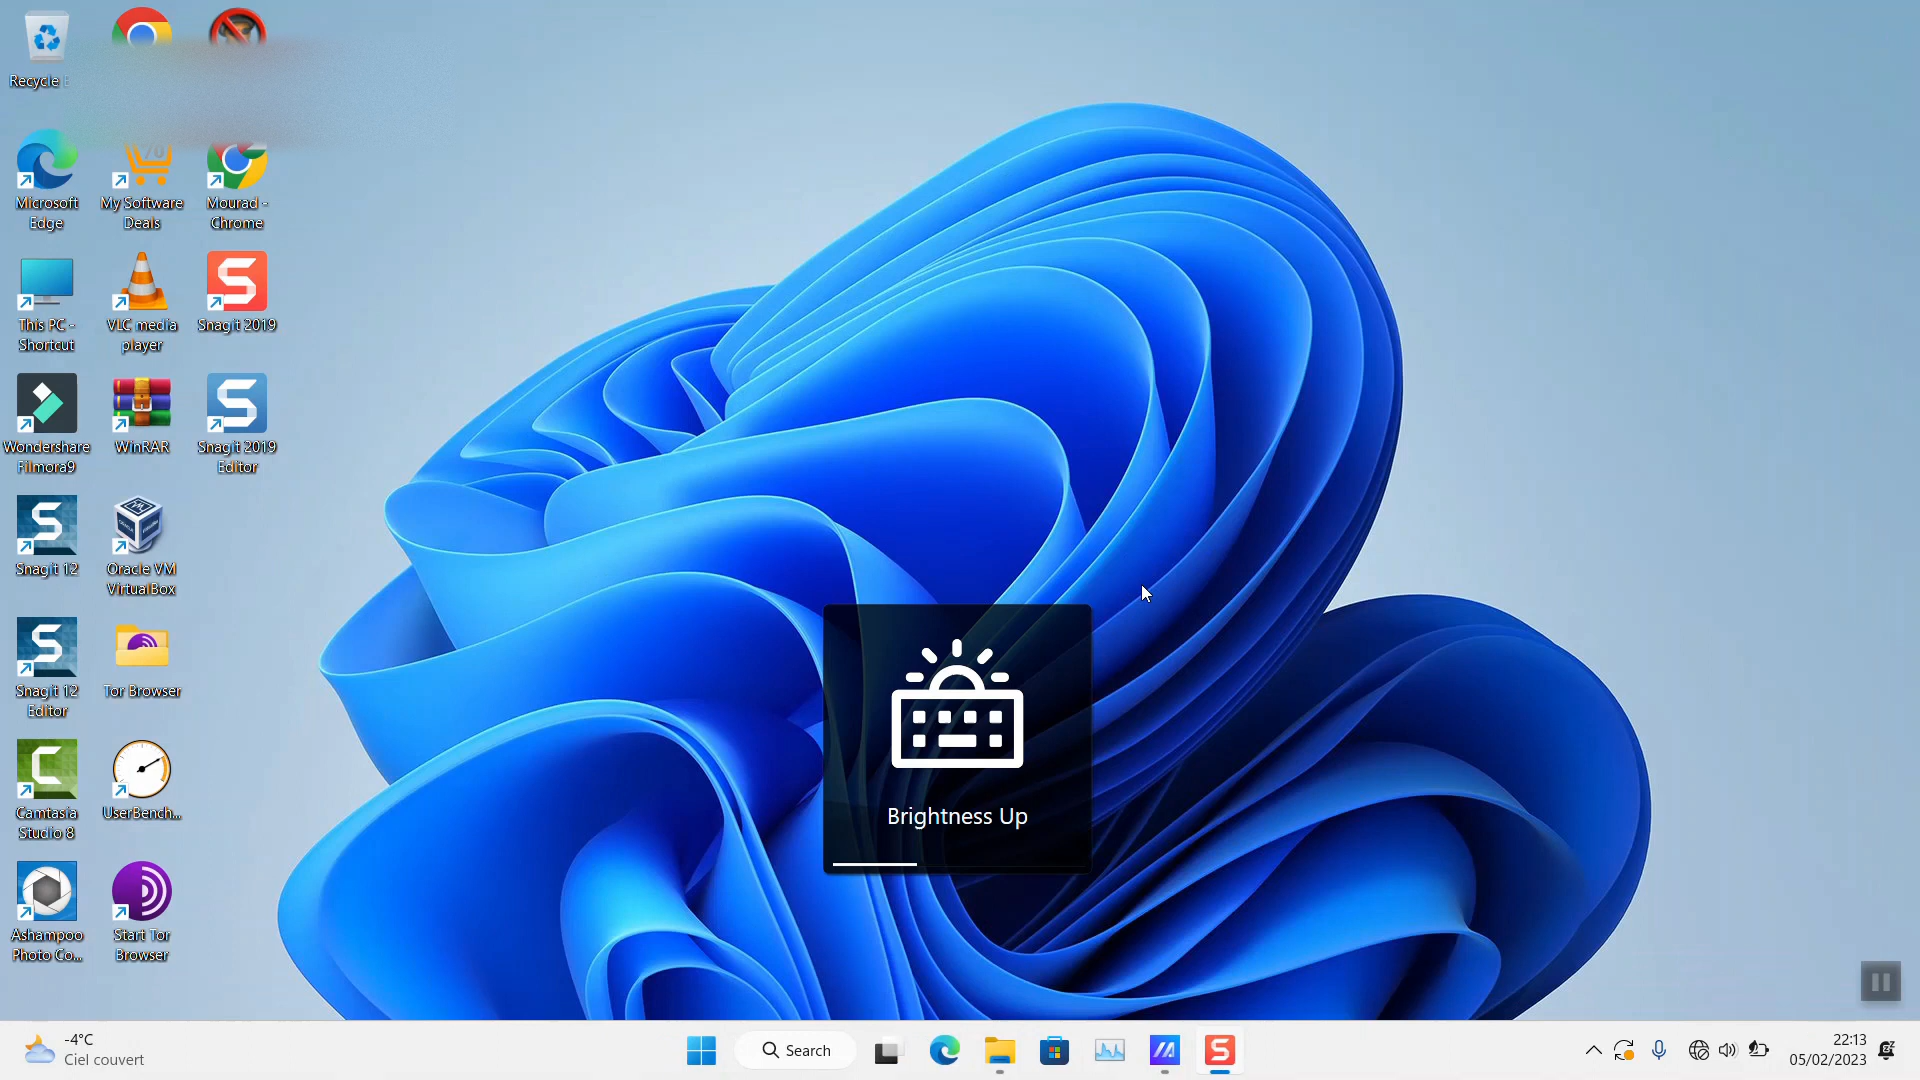 Recycle
Microsoft
Edge
My Software
Deals
Mourad -
Chrome
This PC -
Shortcut
VLC media
player
Snagit 2019
Wondershare
Filmora9
WinRAR
Snagit 2019
Editor
Snagit 12
Oracle VM
VirtualBox
Snagit 12
Editor
Tor Browser
Camtasia
Studio 8
UserBench...
Ashampoo
Photo Co...
Start Tor
Browser
Brightness Up
-4°C
Ciel couvert
Search
22:13
05/02/2023